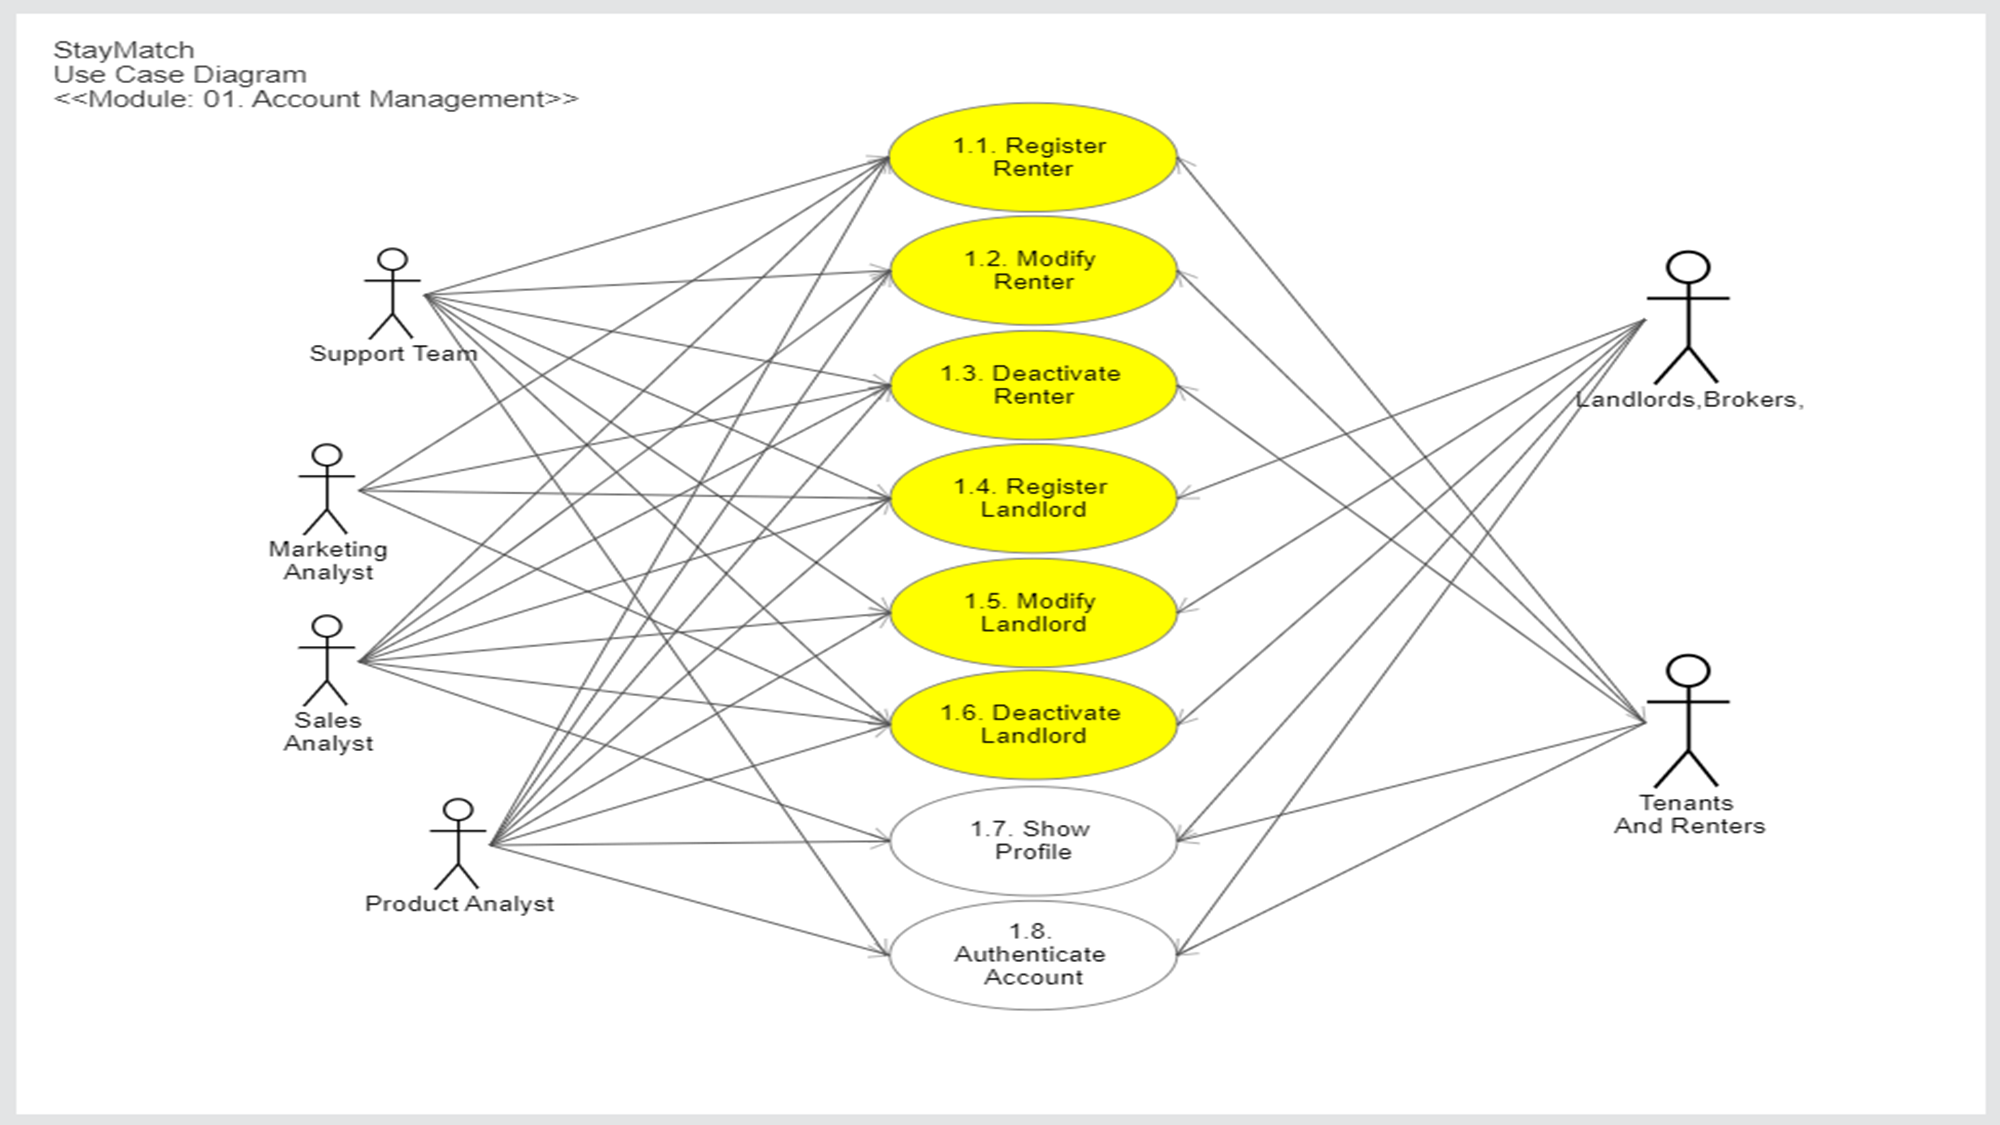 StayMatch
Use Case Diagram
<<Module: 01. Account Management>>
1.1. Register
Renter
1.2. Modify
Renter
1.3. Deactivate
Renter
1.4. Register
Landlord
1.5. Modify
Landlord
1.6. Deactivate
Landlord
1.7. Show
Profile
1.8.
Authenticate
Account
Support Team
Marketing
Analyst
Sales
Analyst
Product Analyst
Landlords,Brokers,
Tenants
And Renters